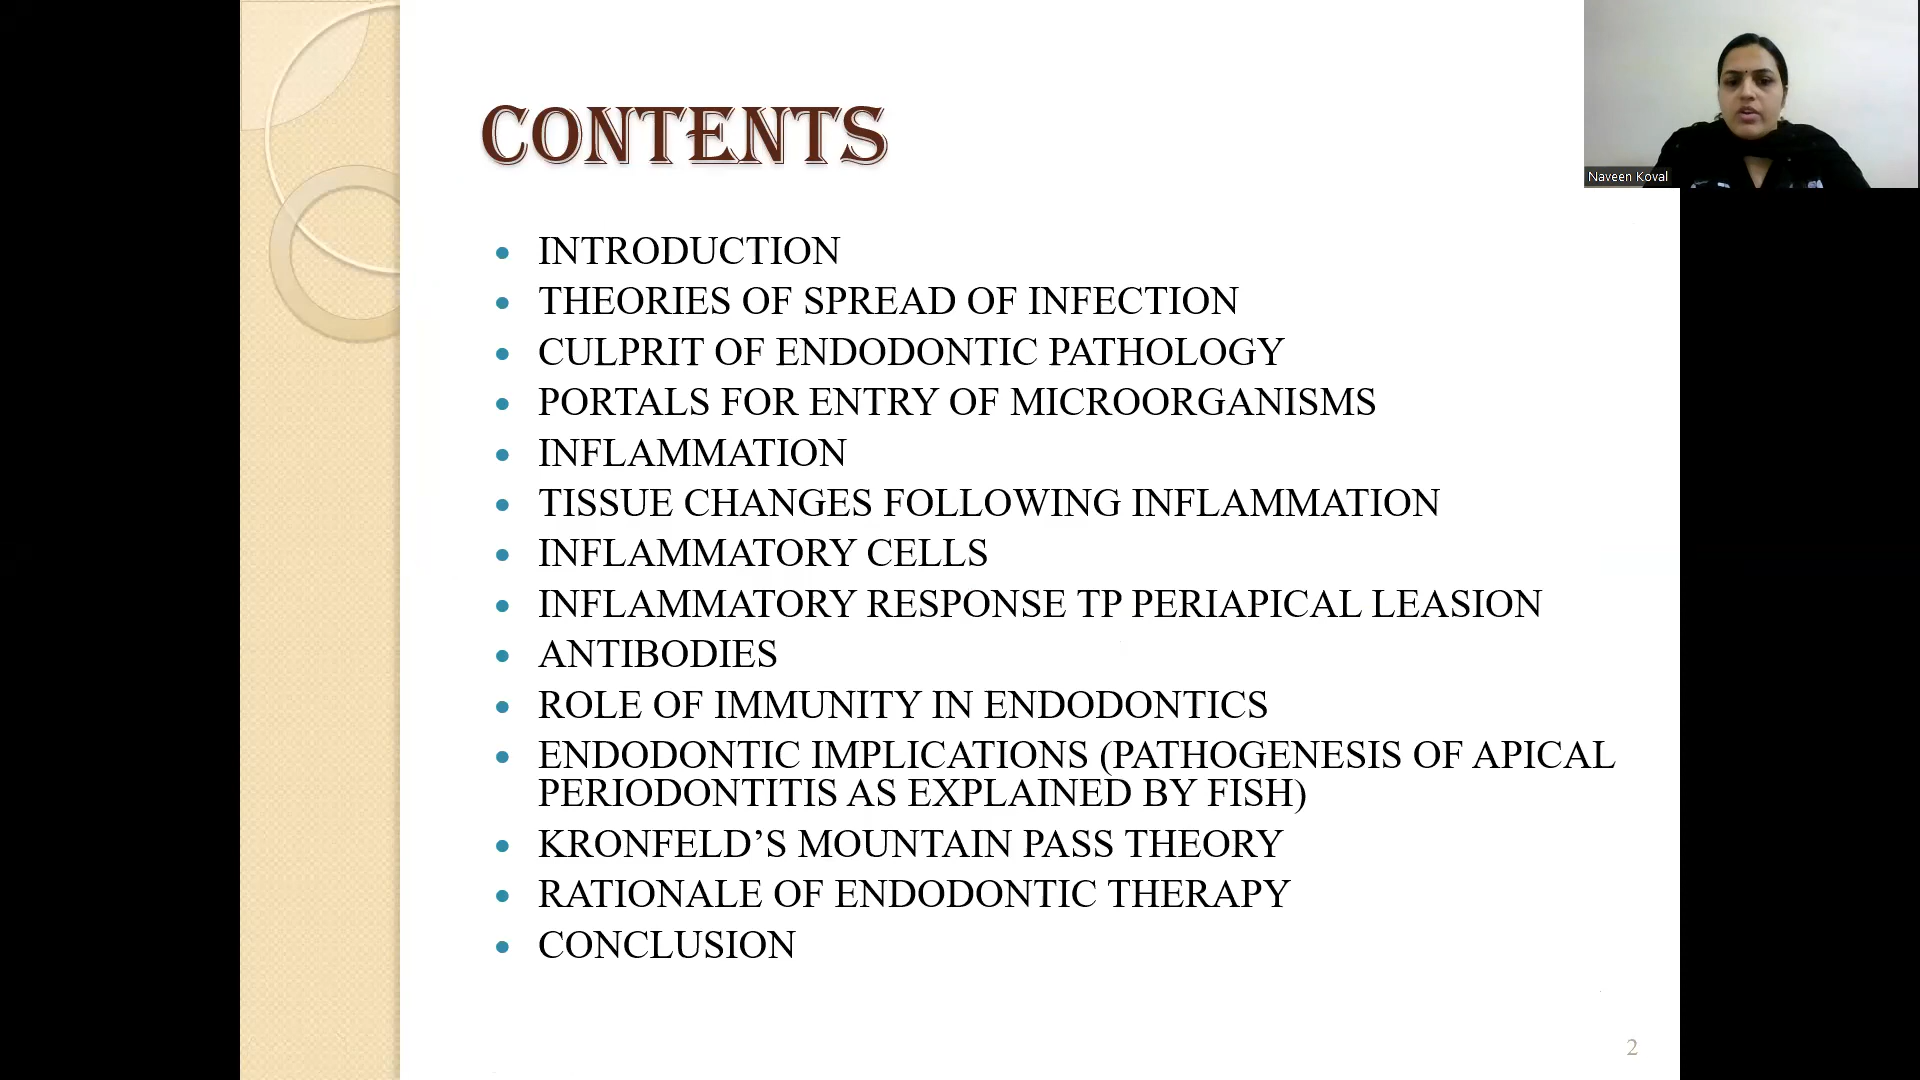 CONTENTS
Naveen Koval
• INTRODUCTION
• THEORIES OF SPREAD OF INFECTION
• CULPRIT OF ENDODONTIC PATHOLOGY
• PORTALS FOR ENTRY OF MICROORGANISMS
• INFLAMMATION
• TISSUE CHANGES FOLLOWING INFLAMMATION
• INFLAMMATORY CELLS
• INFLAMMATORY RESPONSE TP PERIAPICAL LEASION
• ANTIBODIES
• ROLE OF IMMUNITY IN ENDODONTICS
• ENDODONTIC IMPLICATIONS (PATHOGENESIS OF APICAL
PERIODONTITIS AS EXPLAINED BY FISH)
• KRONFELD’S MOUNTAIN PASS THEORY
• RATIONALE OF ENDODONTIC THERAPY
• CONCLUSION
2